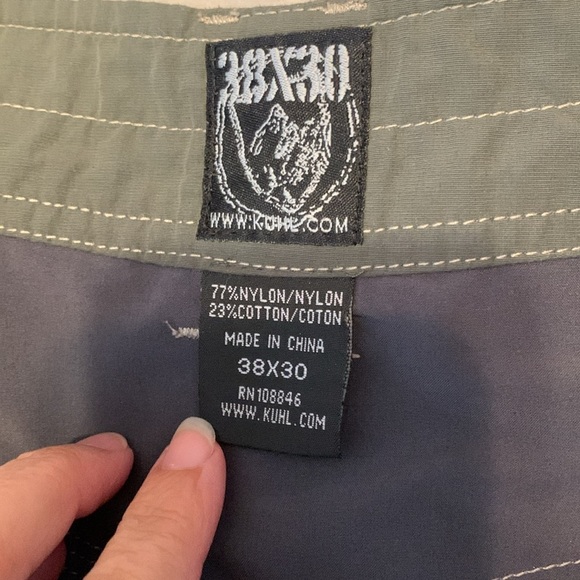 38X30
WWW.KUHL.COM
77%NYLON/NYLON
23%COTTON/COTON
MADE IN CHINA
38X30
RN108846
WWW.KUHL.COM